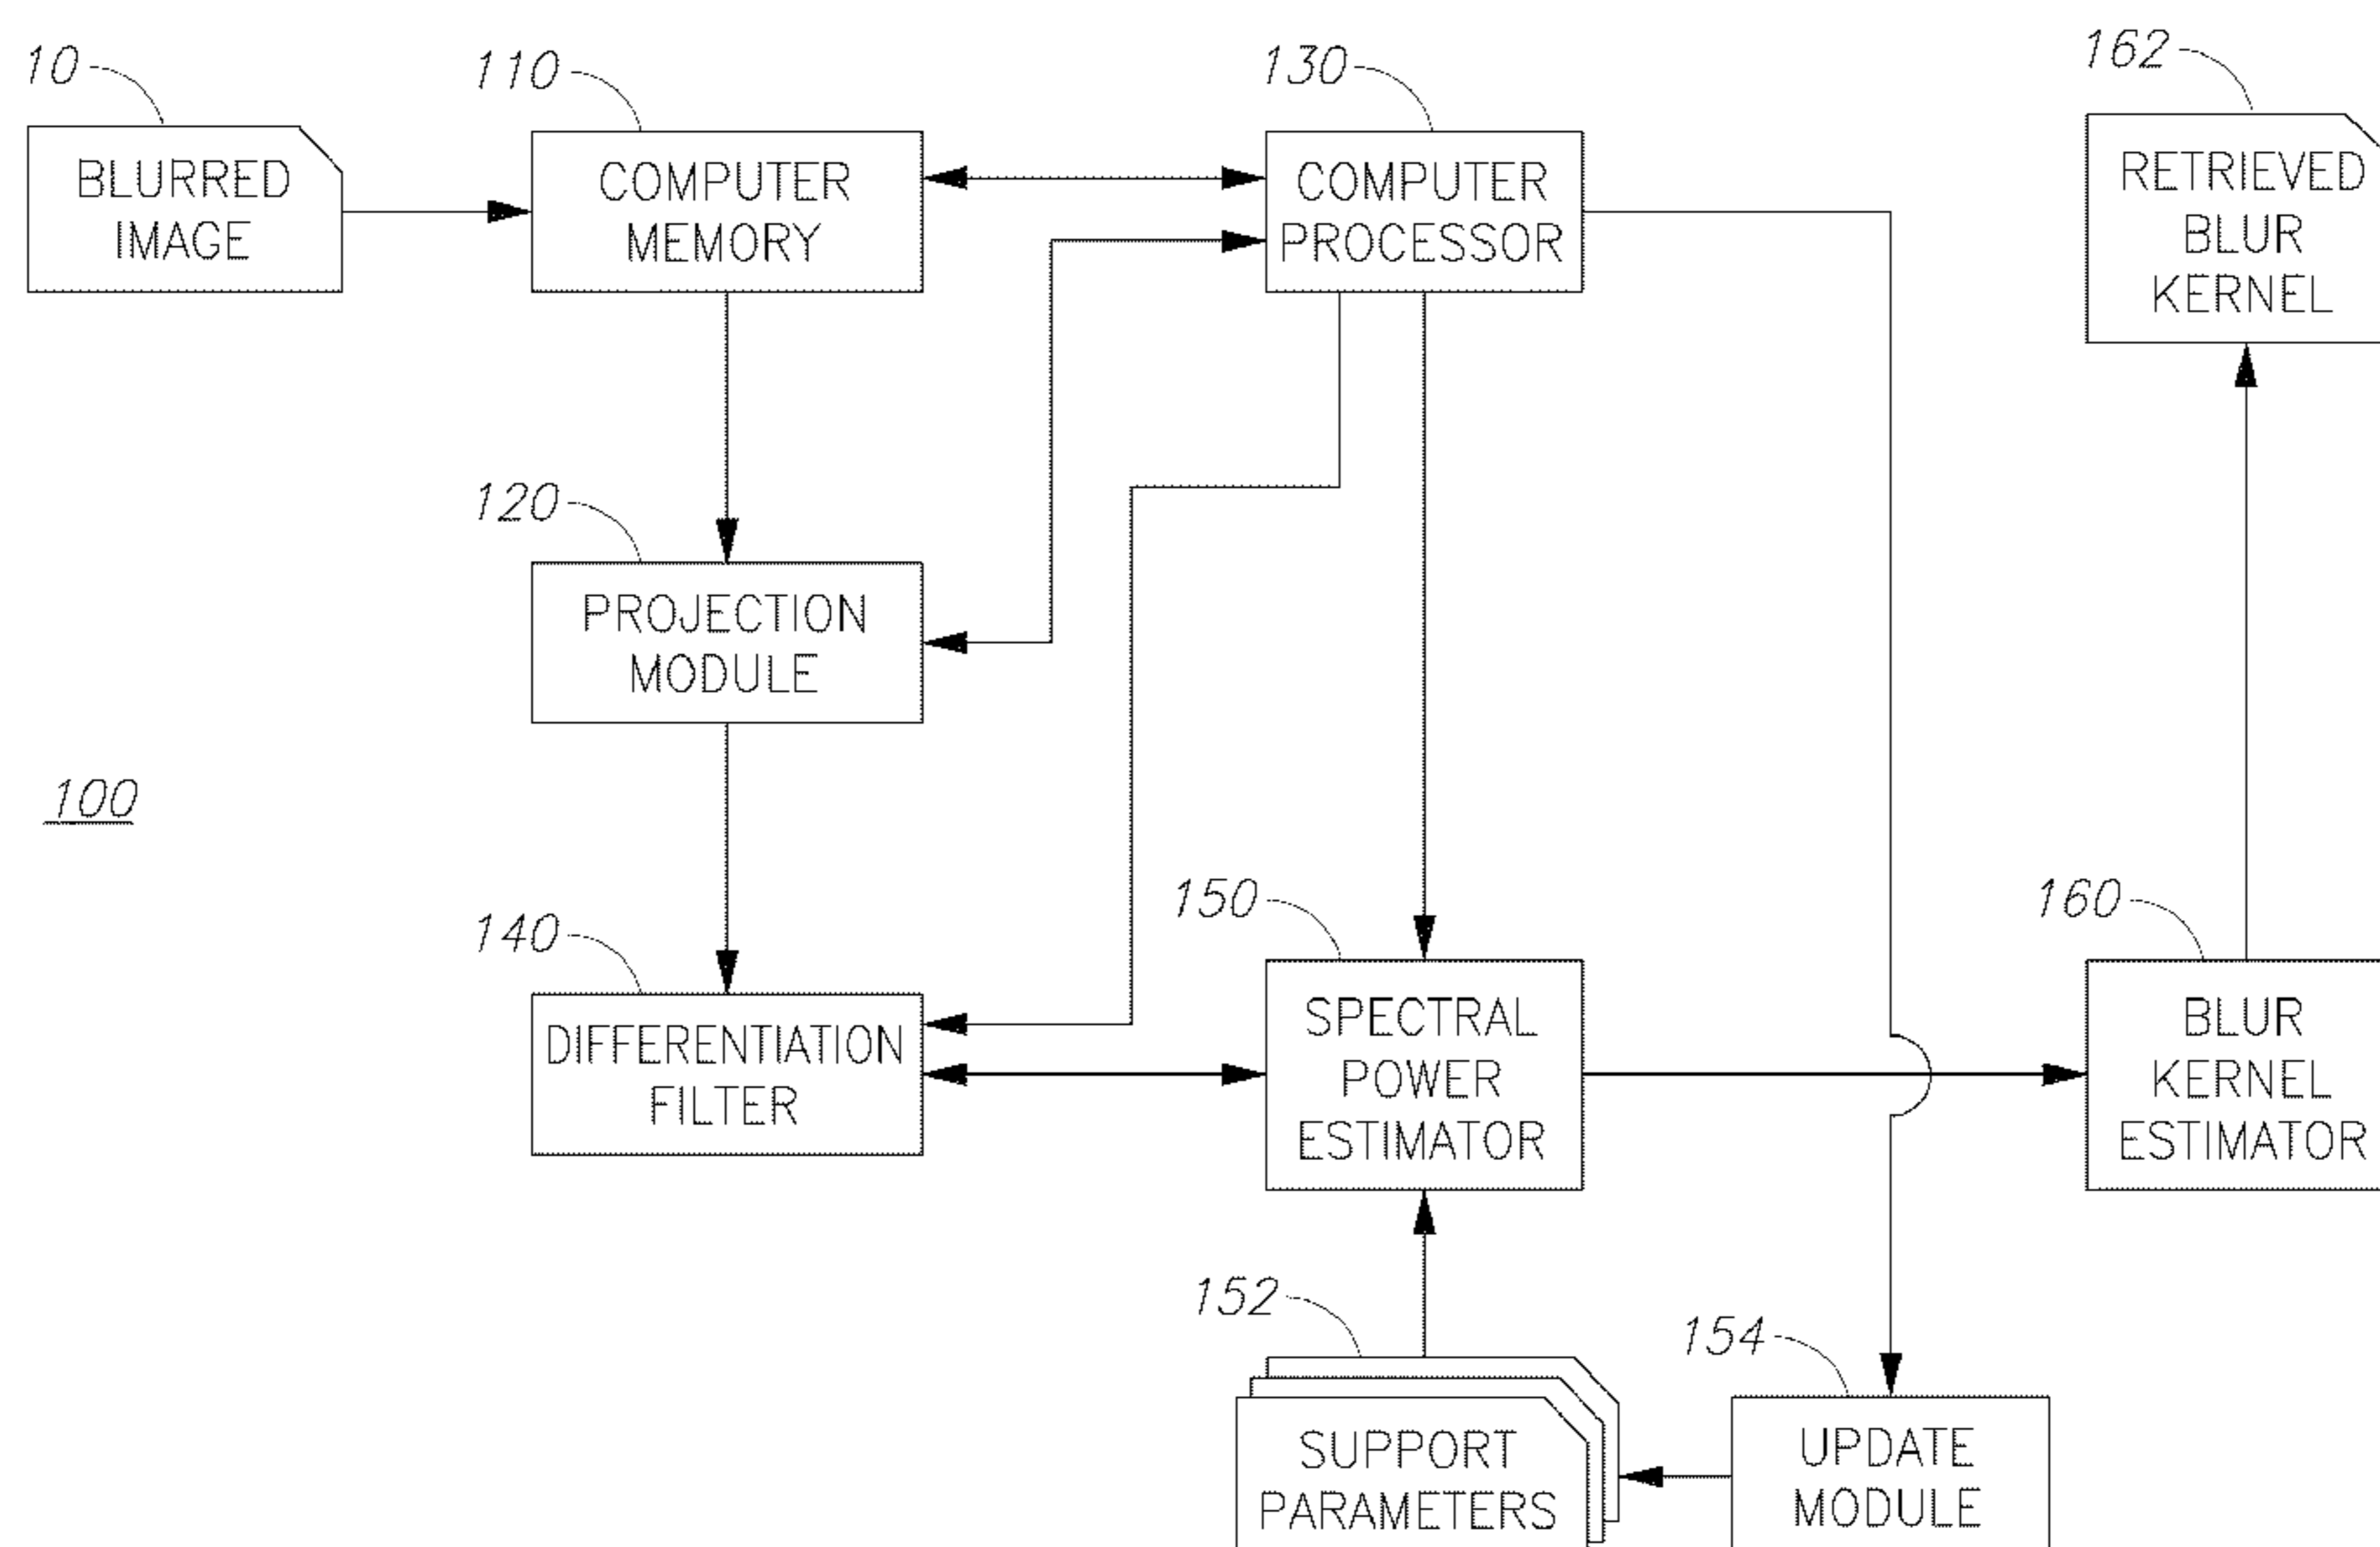 10
110
130
162
BLURRED
IMAGE
COMPUTER
MEMORY
COMPUTER
PROCESSOR
RETRIEVED
BLUR
KERNEL
120
PROJECTION
MODULE
100
140
150
160
DIFFERENTIATION
FILTER
SPECTRAL
POWER
ESTIMATOR
BLUR
KERNEL
ESTIMATOR
152
154
SUPPORT
PARAMETERS
UPDATE
MODULE